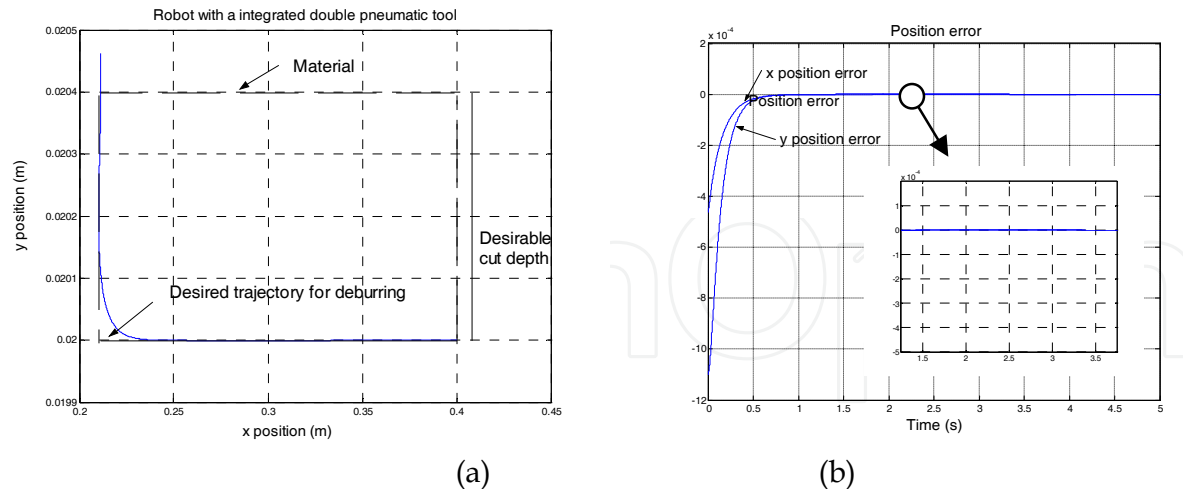 Robot with a integrated double pneumatic tool
0.0205
0.0204
0.0203
0.0202
0.0201
0.02
0.0199
y position (m)
Material
Desirable
cut depth
Desired trajectory for deburring
0.2
0.25
0.3
0.35
0.4
0.45
x position (m)
(a)
x 10⁻⁴
Position error
2
0
-2
-4
-6
-8
-10
-12
x position error
Position error
y position error
x 10⁻⁴
1
0
-1
-2
-3
-4
-5
1.5
2
2.5
3
3.5
0
0.5
1
1.5
2
2.5
3
3.5
4
4.5
5
Time (s)
(b)